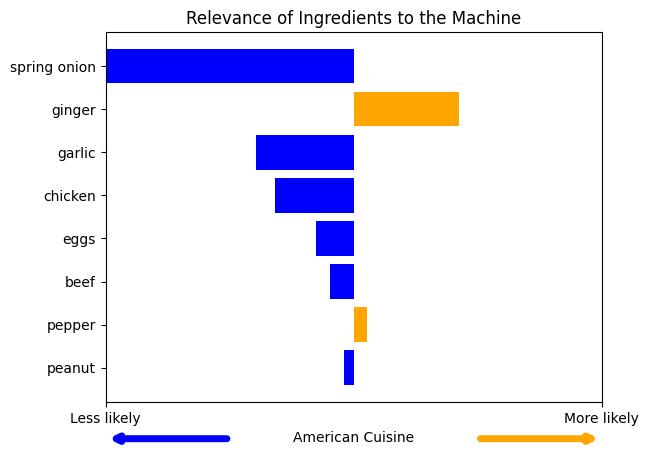 Relevance of Ingredients to the Machine
spring onion
ginger
garlic
chicken
eggs
beef
pepper
peanut
Less likely
More likely
American Cuisine